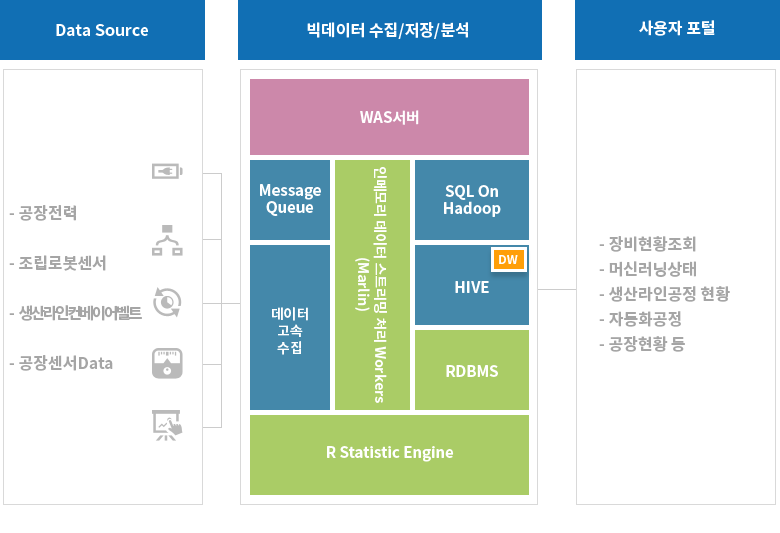 Data Source
- 공장전력
- 조립로봇센서
- 생산라인컨베이어벨트
- 공장센서Data
빅데이터 수집/저장/분석
WAS서버
Message
Queue
데이터
고속
수집
인메모리 데이터 스트리밍 처리 Workers
(Marlin)
SQL On
Hadoop
DW
HIVE
RDBMS
R Statistic Engine
사용자 포털
- 장비현황조회
- 머신러닝상태
- 생산라인공정 현황
- 자동화공정
- 공장현황 등